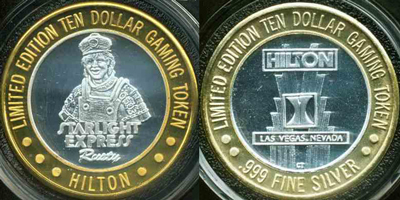 LIMITED EDITION TEN DOLLAR GAMING TOKEN
STARLIGHT
EXPRESS
Rusty
HILTON
LIMITED EDITION TEN DOLLAR GAMING TOKEN
HILTON
LAS VEGAS, NEVADA
CT
.999 FINE SILVER